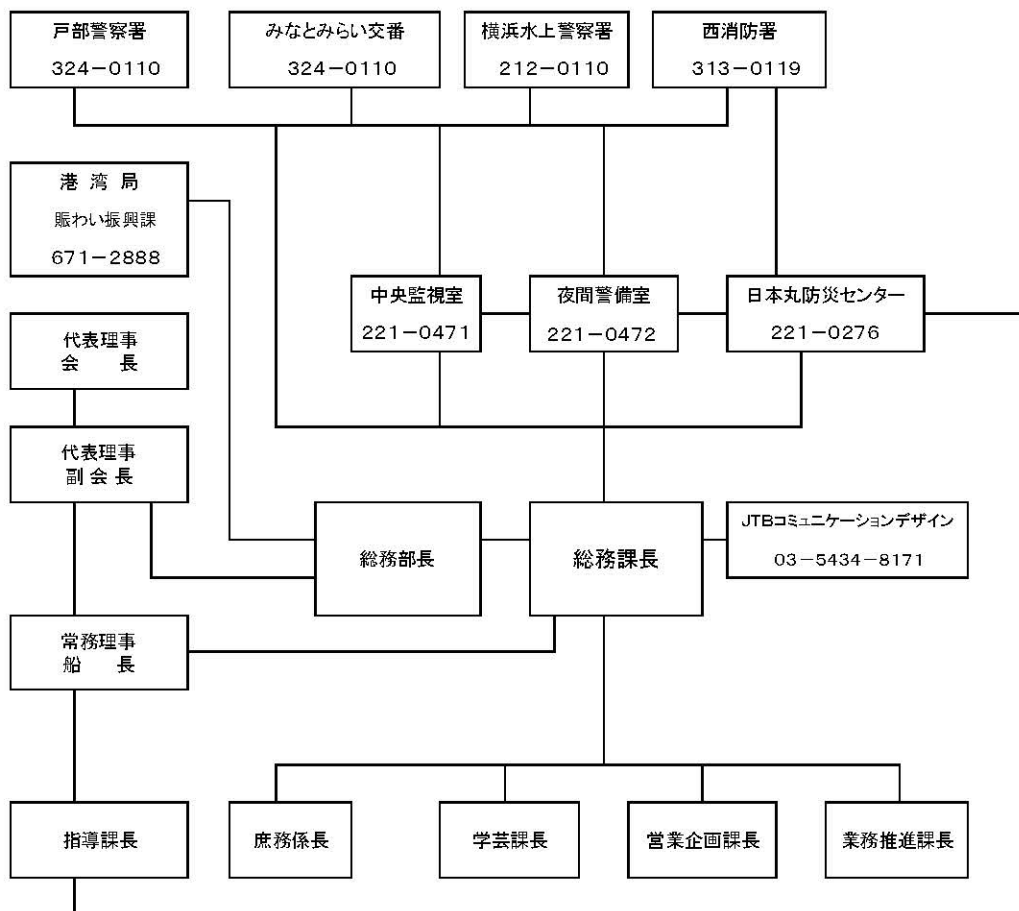 戸部警察署
324−0110
みなとみらい交番
324−0110
横浜水上警察署
212−0110
西消防署
313−0119
港 湾 局
賑わい振興課
671−2888
中央監視室
221−0471
夜間警備室
221−0472
日本丸防災センター
221−0276
代表理事
会　　長
代表理事
副 会 長
総務部長
総務課長
JTBコミュニケーションデザイン
03−5434−8171
常務理事
船　　長
指導課長
庶務係長
学芸課長
営業企画課長
業務推進課長